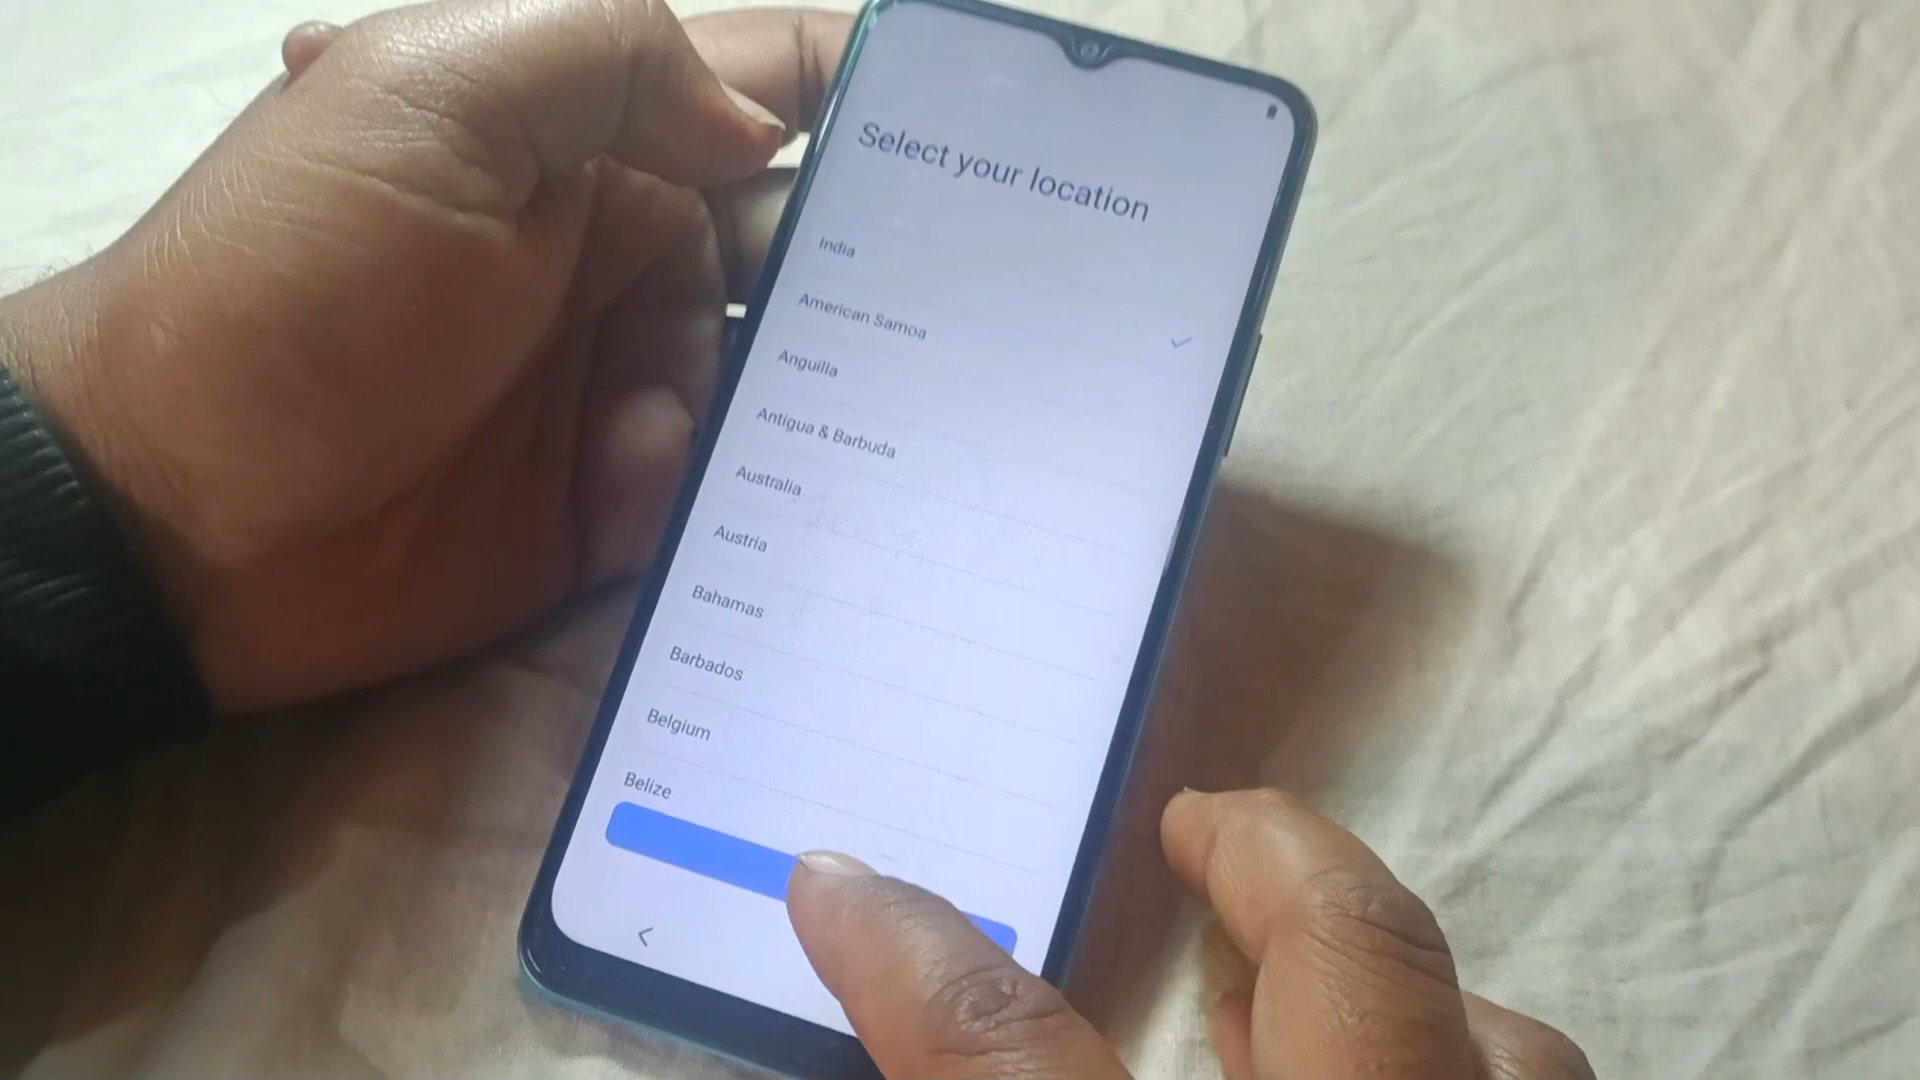 Select your location
India
American Samoa
Anguilla
Antigua & Barbuda
Australia
Austria
Bahamas
Barbados
Belgium
Belize